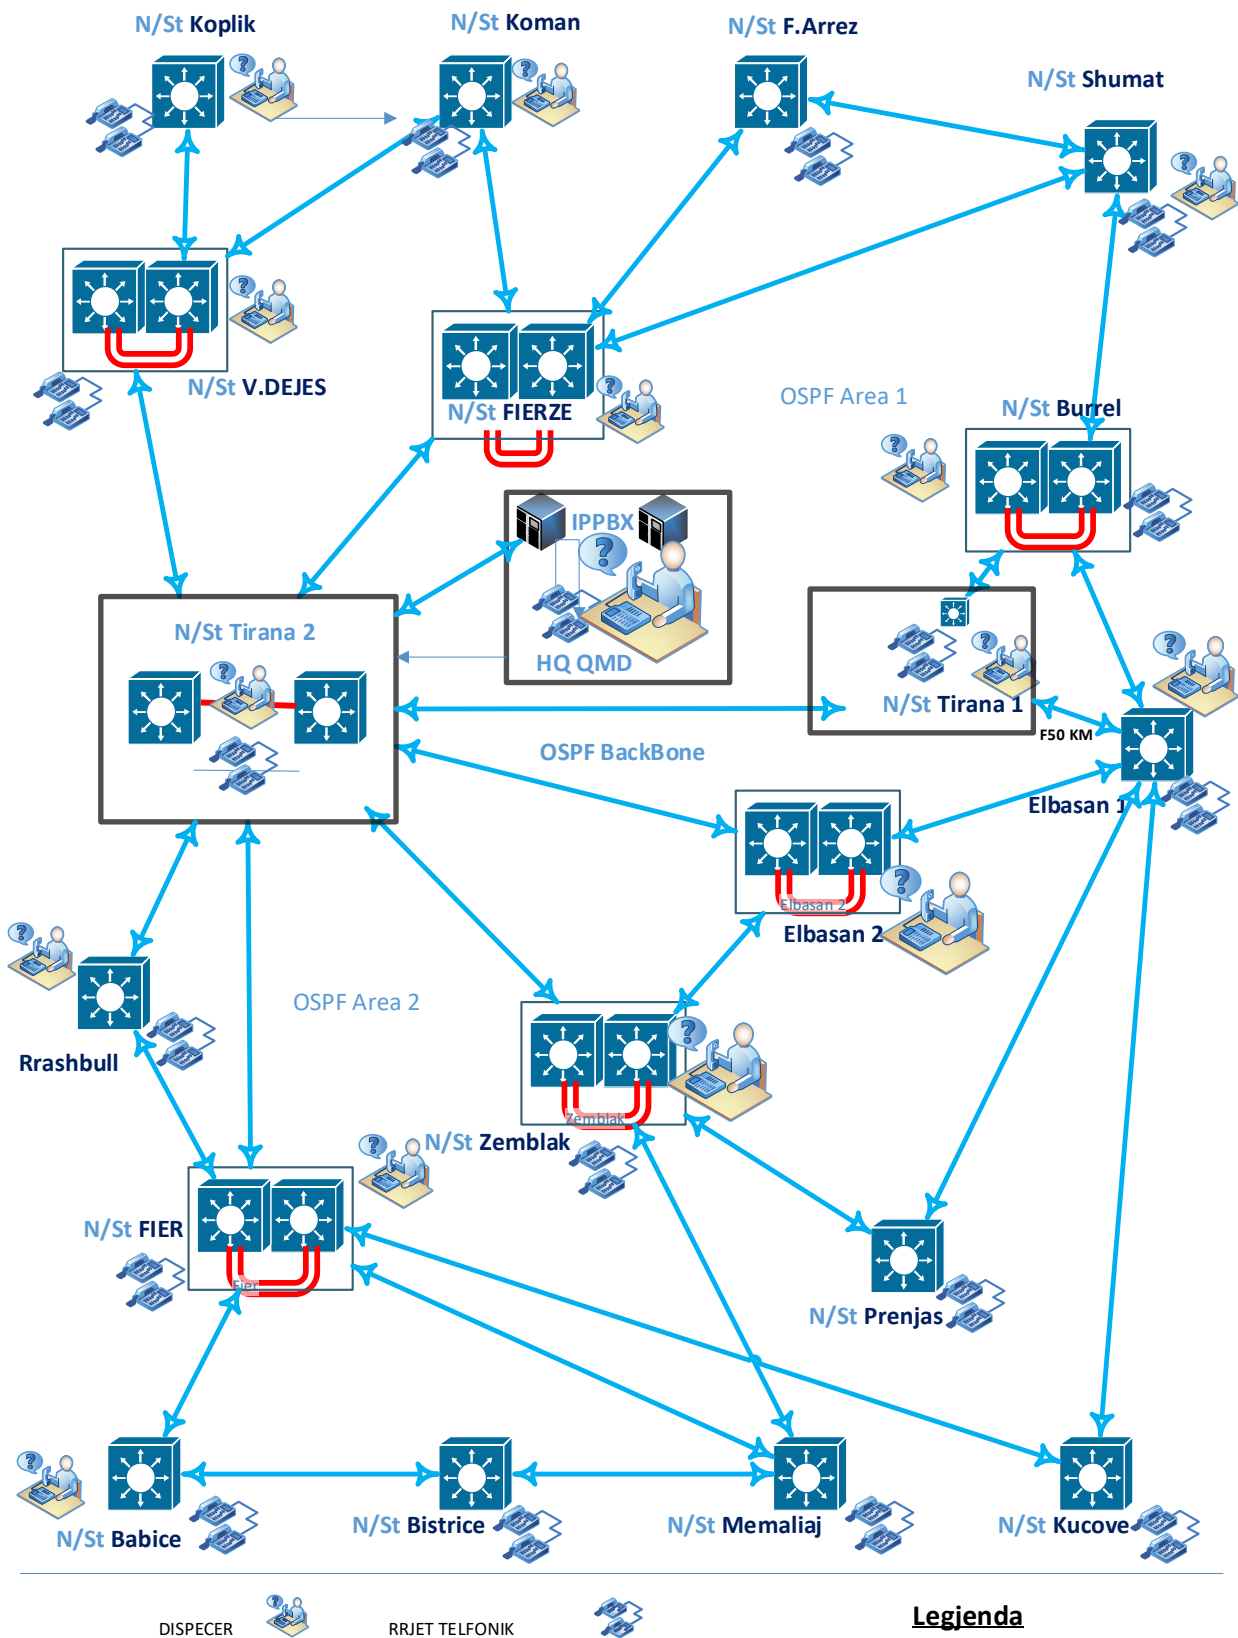 N/St Koplik
N/St Koman
N/St F.Arrez
N/St Shumat
N/St V.DEJES
N/St FIERZE
OSPF Area 1
N/St Burrel
IPPBX
HQ QMD
N/St Tirana 2
N/St Tirana 1
F50 KM
OSPF BackBone
Elbasan 1
Elbasan 2
Elbasan 2
OSPF Area 2
Rrashbull
Zemblak
N/St Zemblak
N/St FIER
Fier
N/St Prenjas
N/St Babice
N/St Bistrice
N/St Memaliaj
N/St Kucove
DISPECER
RRJET TELFONIK
Legjenda